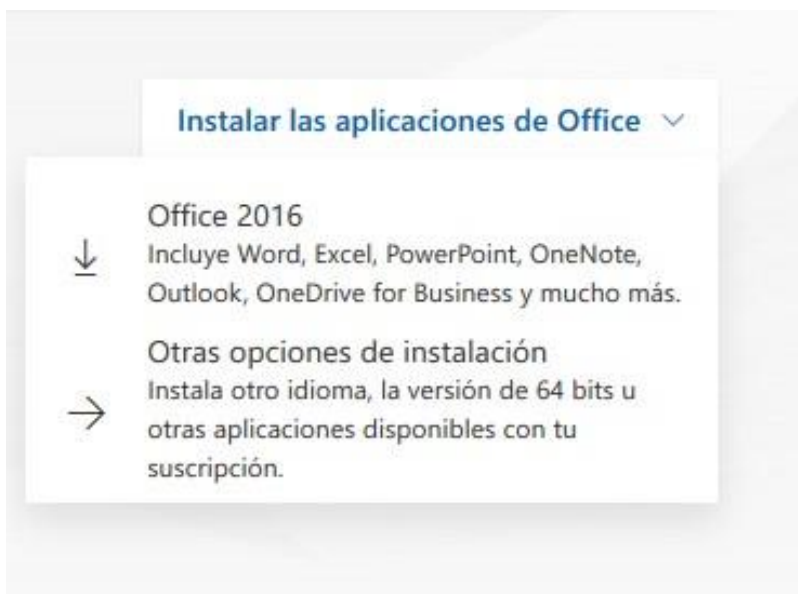 Instalar las aplicaciones de Office
Office 2016
Incluye Word, Excel, PowerPoint, OneNote,
Outlook, OneDrive for Business y mucho más.
Otras opciones de instalación
Instala otro idioma, la versión de 64 bits u
otras aplicaciones disponibles con tu
suscripción.